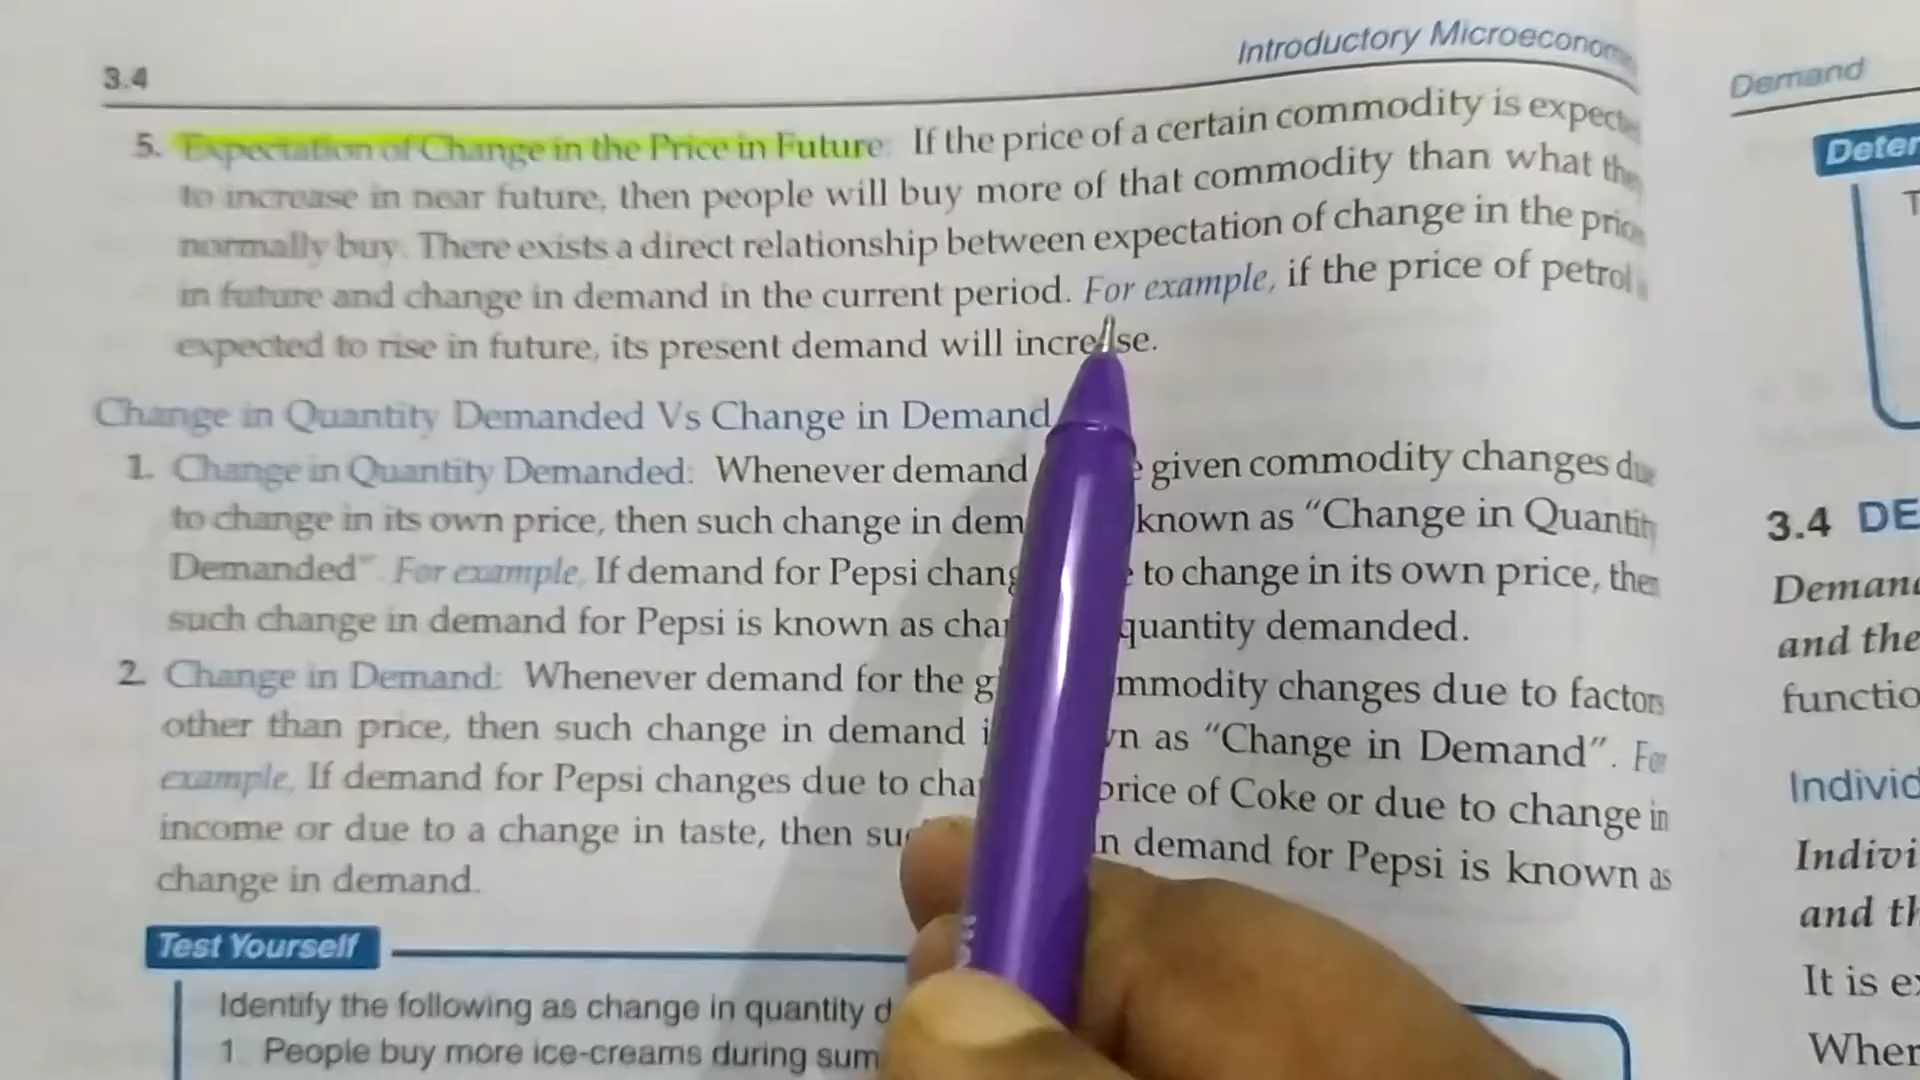 3.4
Introductory Microeconom
5. Expectation of Change in the Price in Future: If the price of a certain commodity is expecte
to increase in near future, then people will buy more of that commodity than what they
normally buy. There exists a direct relationship between expectation of change in the price
in future and change in demand in the current period. For example, if the price of petrol
expected to rise in future, its present demand will increase.
Change in Quantity Demanded Vs Change in Demand
1. Change in Quantity Demanded: Whenever demand given commodity changes due
to change in its own price, then such change in dem known as "Change in Quantity
Demanded" For example, If demand for Pepsi chang to change in its own price, then
such change in demand for Pepsi is known as cha quantity demanded.
2. Change in Demand: Whenever demand for the g mmodity changes due to factors
other than price, then such change in demand i n as "Change in Demand". For
example, If demand for Pepsi changes due to cha price of Coke or due to change in
income or due to a change in taste, then su n demand for Pepsi is known as
change in demand.
Test Yourself
Identify the following as change in quantity d
1. People buy more ice-creams during sum
Demand
Deter
T
3.4 DE
Deman
and the
functio
Individ
Indivi
and th
It is e
Wher